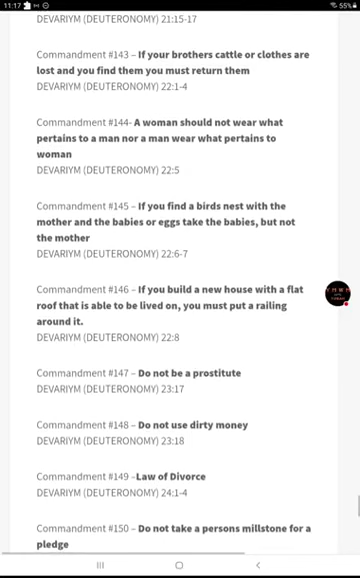 11:17
55%
DEVARIYM (DEUTERONOMY) 21:15-17
Commandment #143 – If your brothers cattle or clothes are
lost and you find them you must return them
DEVARIYM (DEUTERONOMY) 22:1-4
Commandment #144- A woman should not wear what
pertains to a man nor a man wear what pertains to
woman
DEVARIYM (DEUTERONOMY) 22:5
Commandment #145 – If you find a birds nest with the
mother and the babies or eggs take the babies, but not
the mother
DEVARIYM (DEUTERONOMY) 22:6-7
Commandment #146 – If you build a new house with a flat
roof that is able to be lived on, you must put a railing
around it.
DEVARIYM (DEUTERONOMY) 22:8
Commandment #147 – Do not be a prostitute
DEVARIYM (DEUTERONOMY) 23:17
Commandment #148 – Do not use dirty money
DEVARIYM (DEUTERONOMY) 23:18
Commandment #149 –Law of Divorce
DEVARIYM (DEUTERONOMY) 24:1-4
Commandment #150 – Do not take a persons millstone for a
pledge